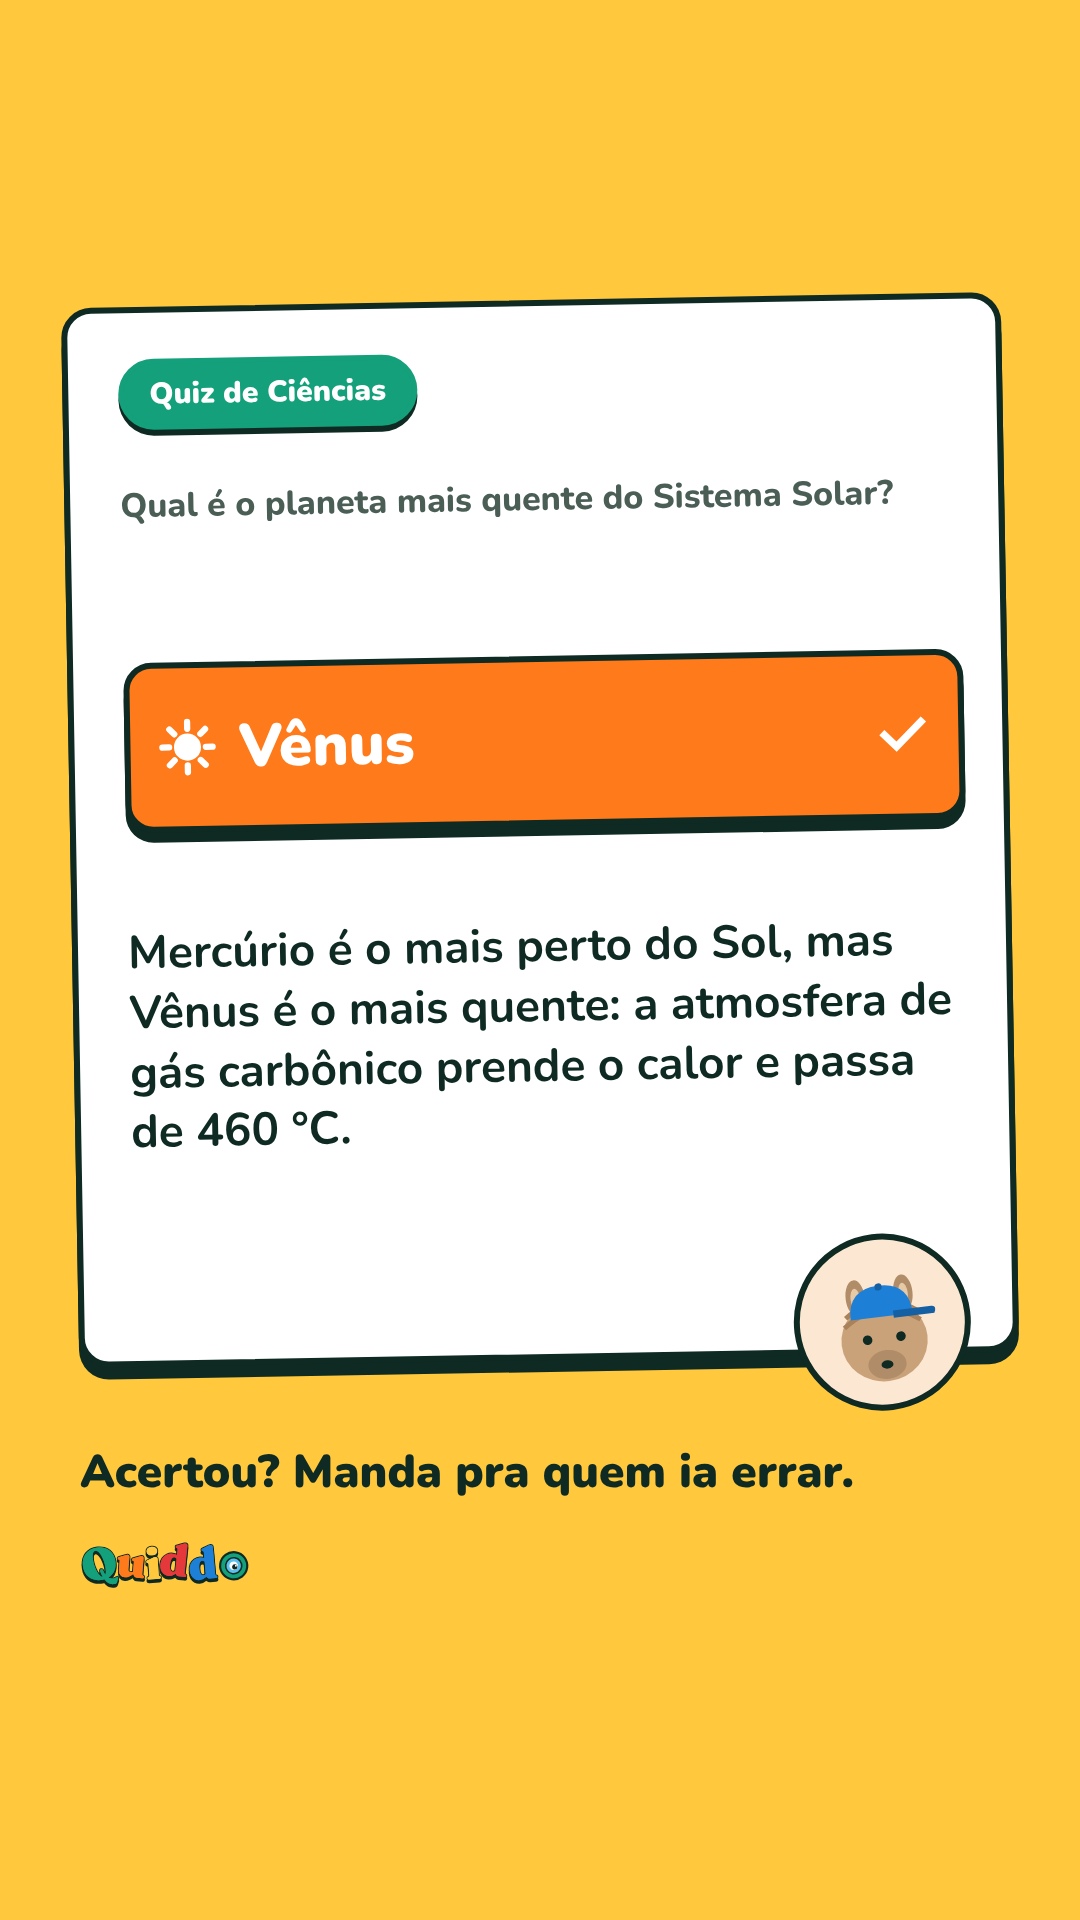 Quiz de Ciências
Qual é o planeta mais quente do Sistema Solar?
Vênus
Mercúrio é o mais perto do Sol, mas
Vênus é o mais quente: a atmosfera de
gás carbônico prende o calor e passa
de 460 °C.
Acertou? Manda pra quem ia errar.
Quiddo